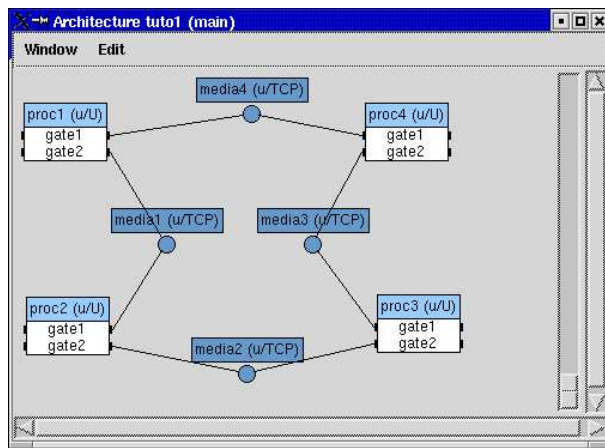 Architecture tuto1 (main)
Window Edit
media4 (u/TCP)
proc1 (u/U)
gate1
gate2
proc4 (u/U)
gate1
gate2
media1 (u/TCP)
media3 (u/TCP)
proc2 (u/U)
gate1
gate2
proc3 (u/U)
gate1
gate2
media2 (u/TCP)